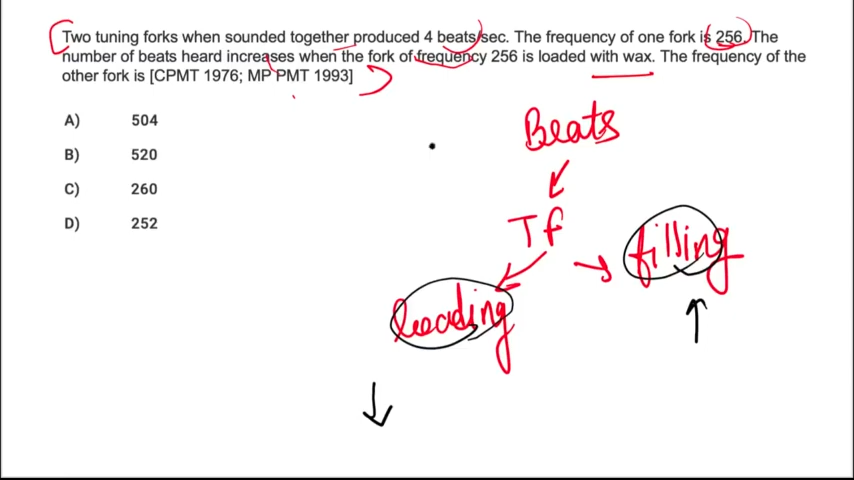 Two tuning forks when sounded together produced 4 beats/sec. The frequency of one fork is 256. The
number of beats heard increases when the fork of frequency 256 is loaded with wax. The frequency of the
other fork is [CPMT 1976; MP PMT 1993]
A) 504
B) 520
C) 260
D) 252
Beats
Tf
filling
loading